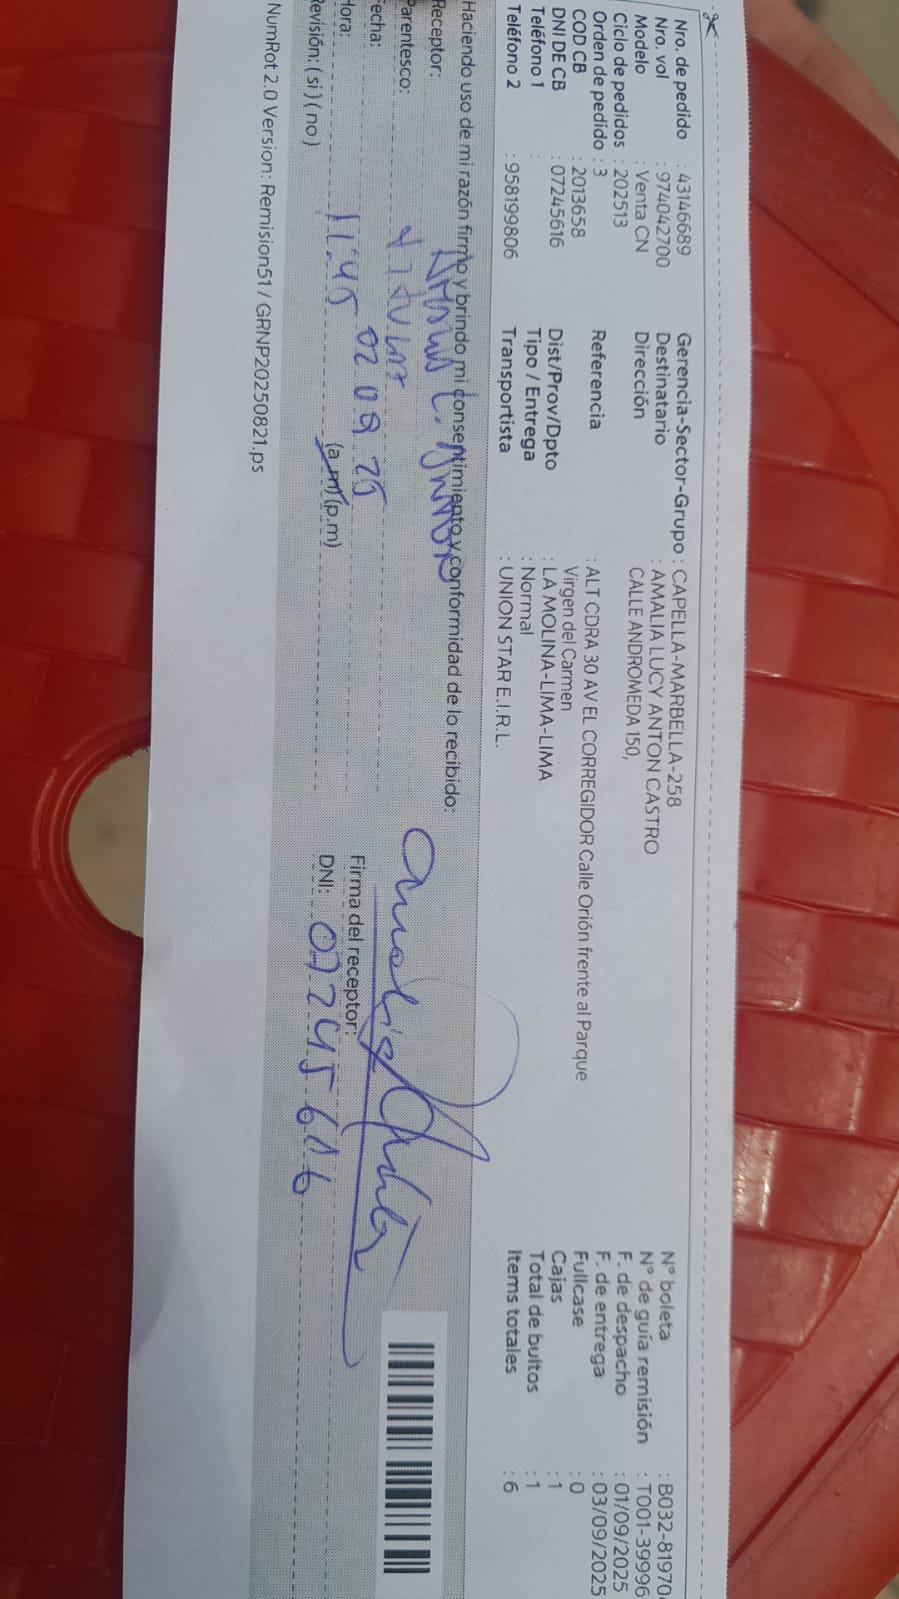 Nro. de pedido : 43146689
Nro. vol : 974042700
Modelo : Venta CN
Ciclo de pedidos : 202513
Orden de pedido : 3
COD CB : 2013658
DNI DE CB : 07245616
Teléfono 1 :
Teléfono 2 : 958199806
Gerencia-Sector-Grupo : CAPELLA-MARBELLA-258
Destinatario : AMALIA LUCY ANTON CASTRO
Dirección CALLE ANDROMEDA 150,
Referencia : ALT CDRA 30 AV EL CORREGIDOR Calle Orión frente al Parque
Virgen del Carmen
Dist/Prov/Dpto : LA MOLINA-LIMA-LIMA
Tipo / Entrega : Normal
Transportista : UNION STAR E.I.R.L.
N° boleta : B032-81970
N° de guía remisión : T001-39996
F. de despacho : 01/09/2025
F. de entrega : 03/09/2025
Fullcase : 0
Cajas : 1
Total de bultos : 1
Items totales : 6
Haciendo uso de mi razón firmo y brindo mi consentimiento y conformidad de lo recibido:
Receptor:
Parentesco:
Fecha: 02 09 25
Hora: 11:45 (a.m) (p.m)
Revisión: ( si ) ( no )
Firma del receptor:
DNI: 07245616
NumRot 2.0 Version: Remision51 / GRNP20250821.ps